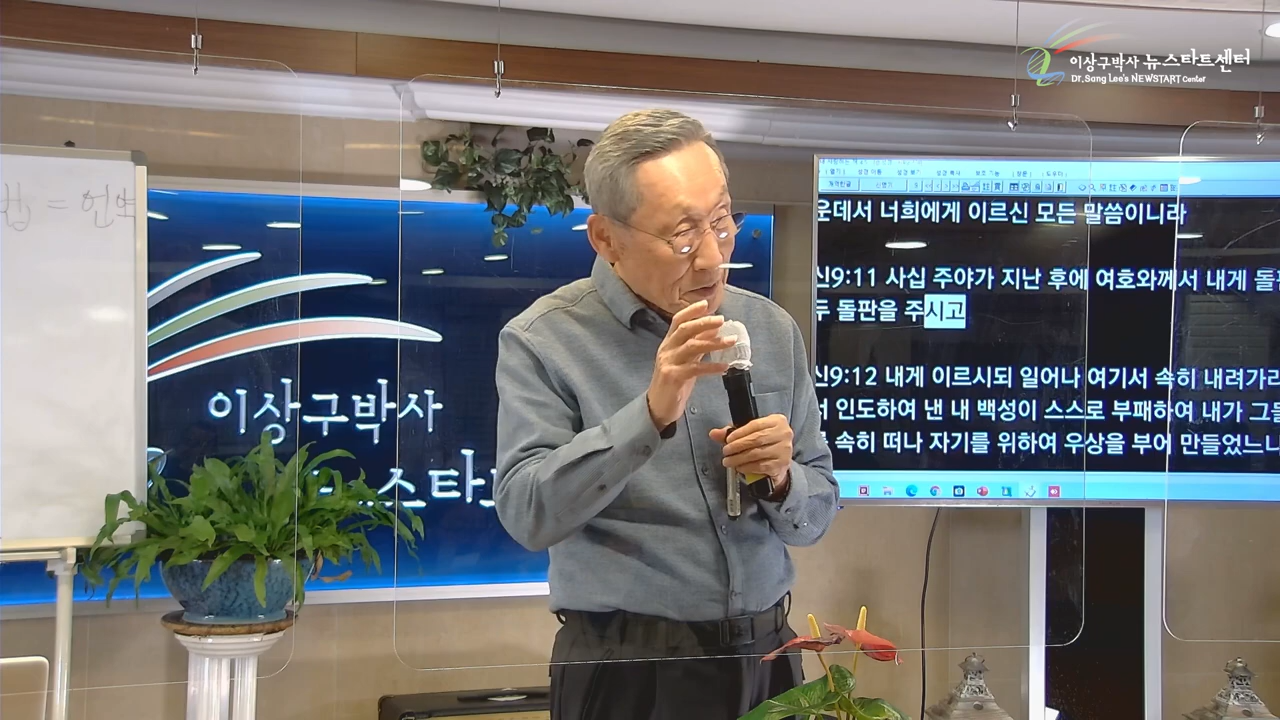 이상구박사 뉴스타트센터
Dr. Sang Lee's NEWSTART Center
법 = 언약
이상구박사
스타트
운데서 너희에게 이르신 모든 말씀이니라
신9:11 사십 주야가 지난 후에 여호와께서 내게 돌판
두 돌판을 주시고
신9:12 내게 이르시되 일어나 여기서 속히 내려가라
서 인도하여 낸 내 백성이 스스로 부패하여 내가 그들
속히 떠나 자기를 위하여 우상을 부어 만들었느니